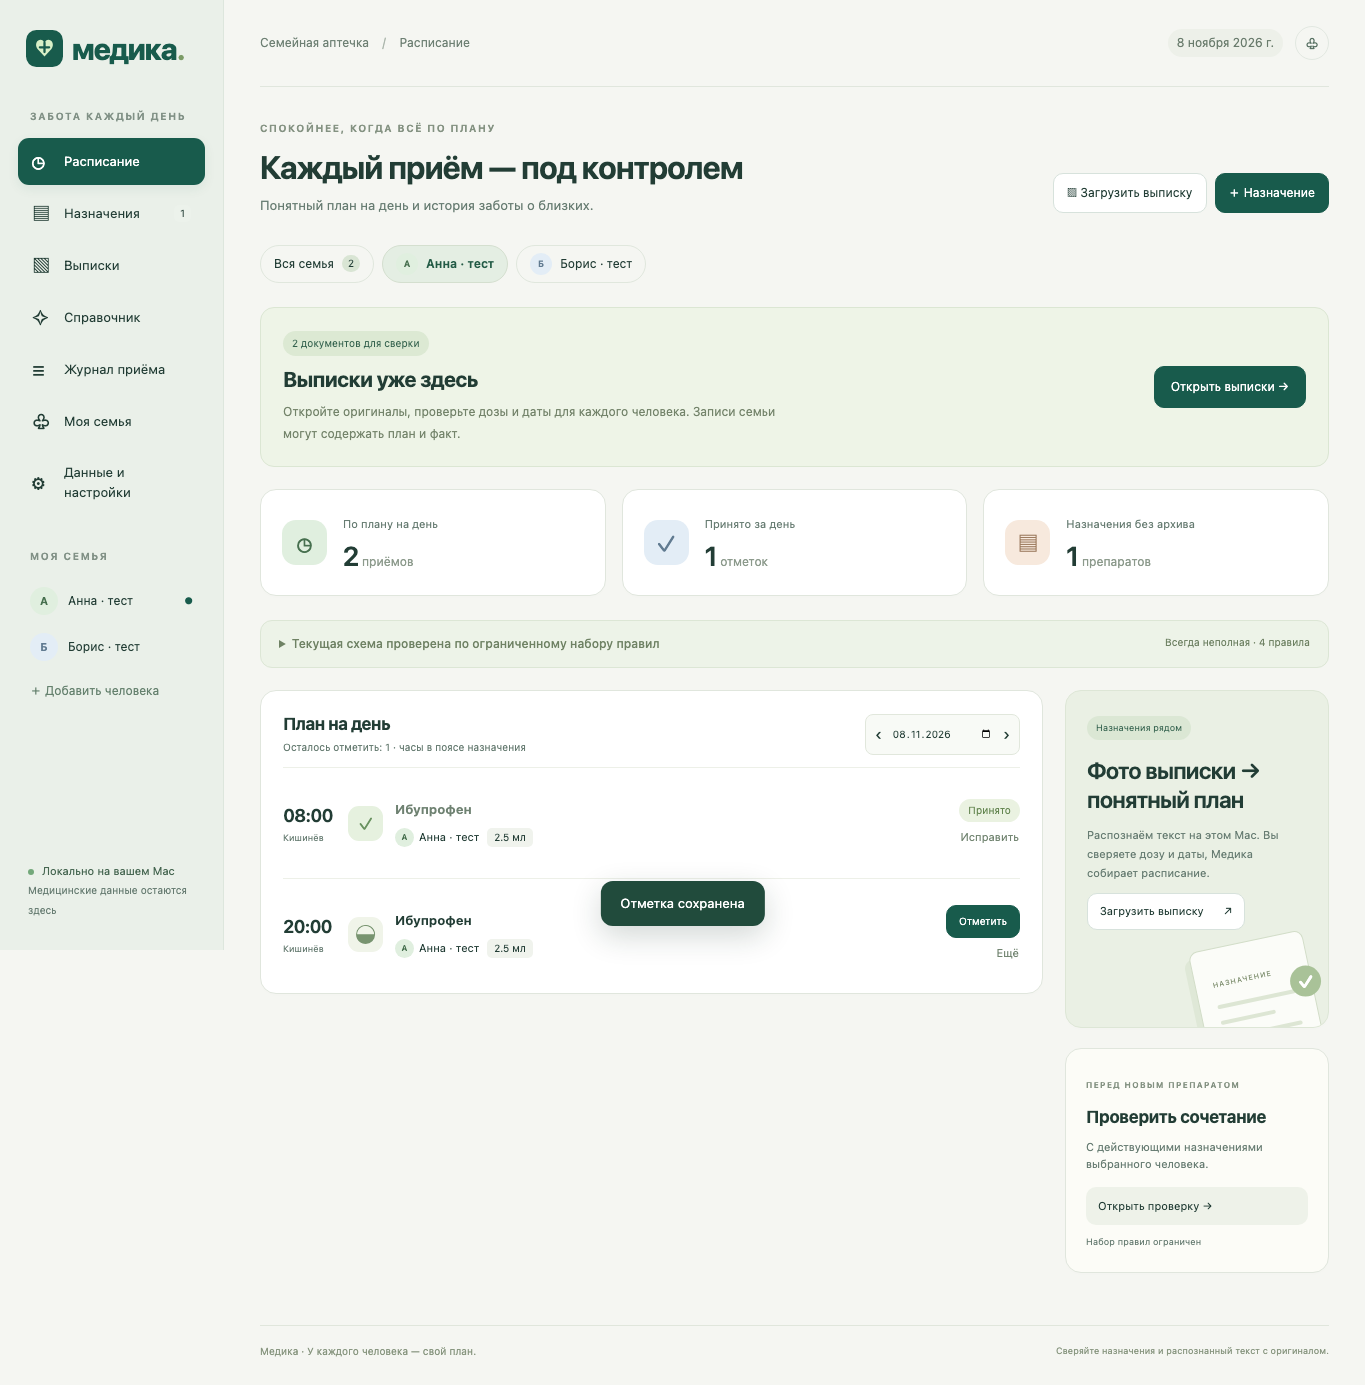 медика.
ЗАБОТА КАЖДЫЙ ДЕНЬ
Расписание
Назначения 1
Выписки
Справочник
Журнал приёма
Моя семья
Данные и
настройки
МОЯ СЕМЬЯ
А Анна · тест
Б Борис · тест
+ Добавить человека
Локально на вашем Mac
Медицинские данные остаются
здесь
Семейная аптечка / Расписание
8 ноября 2026 г.
СПОКОЙНЕЕ, КОГДА ВСЁ ПО ПЛАНУ
Каждый приём — под контролем
Понятный план на день и история заботы о близких.
Загрузить выписку
+ Назначение
Вся семья 2
А Анна · тест
Б Борис · тест
2 документов для сверки
Выписки уже здесь
Откройте оригиналы, проверьте дозы и даты для каждого человека. Записи семьи
могут содержать план и факт.
Открыть выписки →
По плану на день
2 приёмов
Принято за день
1 отметок
Назначения без архива
1 препаратов
Текущая схема проверена по ограниченному набору правил
Всегда неполная · 4 правила
План на день
Осталось отметить: 1 · часы в поясе назначения
‹ 08.11.2026 ›
08:00
Кишинёв
Ибупрофен
А Анна · тест 2.5 мл
Принято
Исправить
20:00
Кишинёв
Ибупрофен
А Анна · тест 2.5 мл
Отметить
Ещё
Отметка сохранена
Назначения рядом
Фото выписки →
понятный план
Распознаём текст на этом Mac. Вы
сверяете дозу и даты, Медика
собирает расписание.
Загрузить выписку ↗
НАЗНАЧЕНИЕ
ПЕРЕД НОВЫМ ПРЕПАРАТОМ
Проверить сочетание
С действующими назначениями
выбранного человека.
Открыть проверку →
Набор правил ограничен
Медика · У каждого человека — свой план.
Сверяйте назначения и распознанный текст с оригиналом.